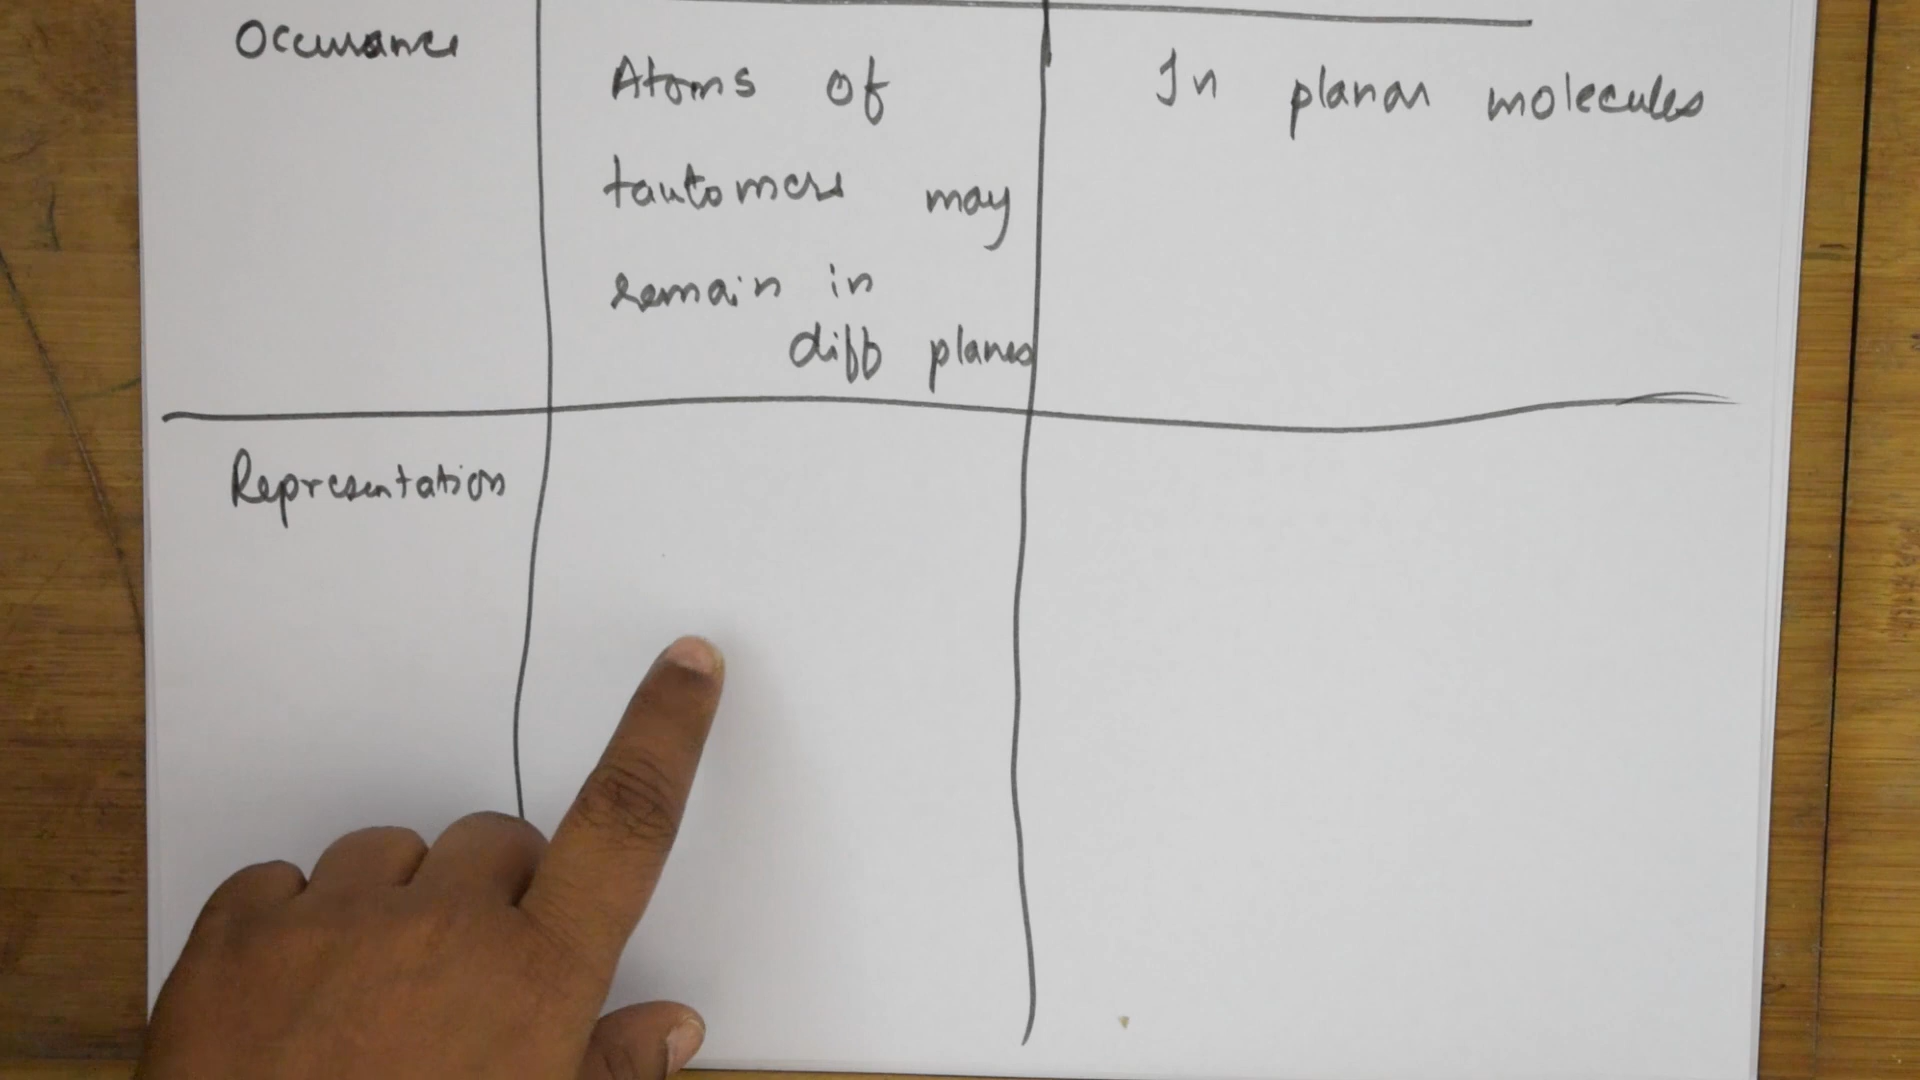 Occurance
Atoms of
tautomers may
remain in
diff planes
In planar molecules
Representation